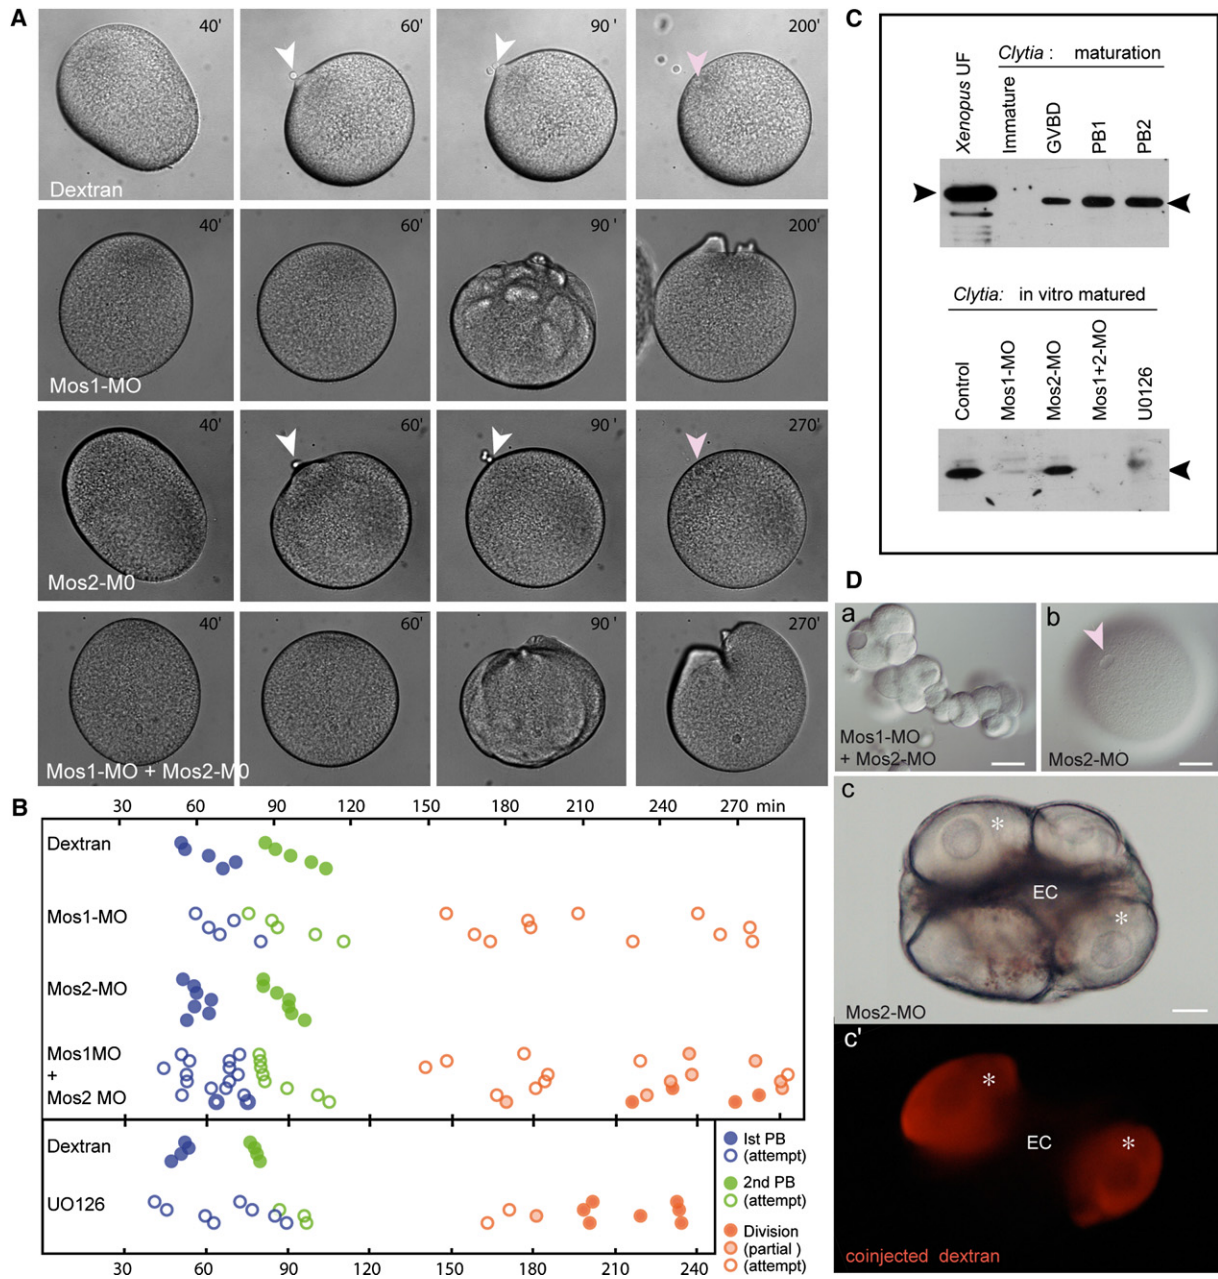 A
40'
60'
90'
200'
Dextran
40'
60'
90'
200'
Mos1-MO
40'
60'
90'
270'
Mos2-M0
40'
60'
90'
270'
Mos1-MO + Mos2-M0
B
30 60 90 120 150 180 210 240 270 min
Dextran
Mos1-MO
Mos2-MO
Mos1MO
+
Mos2 MO
Dextran
UO126
1st PB
(attempt)
2nd PB
(attempt)
Division
(partial )
(attempt)
30 60 90 120 150 180 210 240
C
Xenopus UF
Clytia : maturation
Immature
GVBD
PB1
PB2
Clytia: in vitro matured
Control
Mos1-MO
Mos2-MO
Mos1+2-MO
U0126
D
a
Mos1-MO
+ Mos2-MO
b
Mos2-MO
c
*
EC
*
Mos2-MO
c'
*
EC
*
coinjected dextran